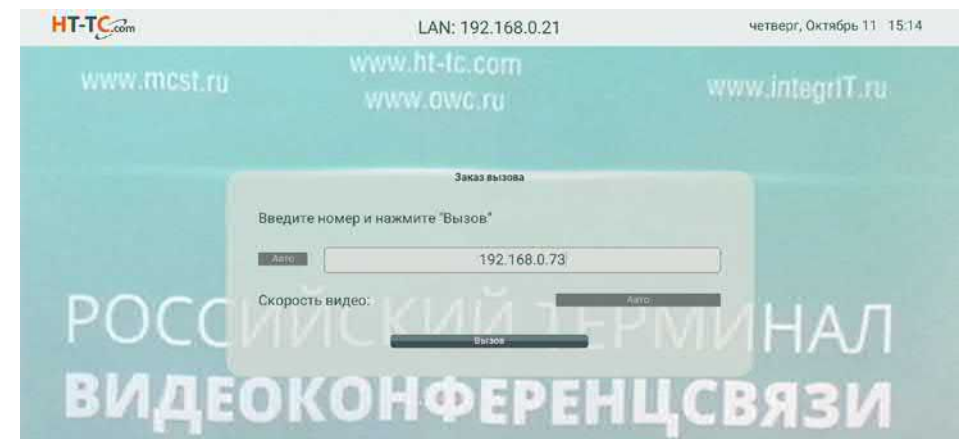 HT-TC.com LAN: 192.168.0.21 четверг, Октябрь 11 15:14
www.mcst.ru www.ht-tc.com www.integrIT.ru
www.owc.ru
Заказ вызова
Введите номер и нажмите "Вызов"
Авто 192.168.0.73
Скорость видео: Авто
Вызов
РОССИЙСКИЙ ТЕРМИНАЛ
ВИДЕОКОНФЕРЕНЦСВЯЗИ